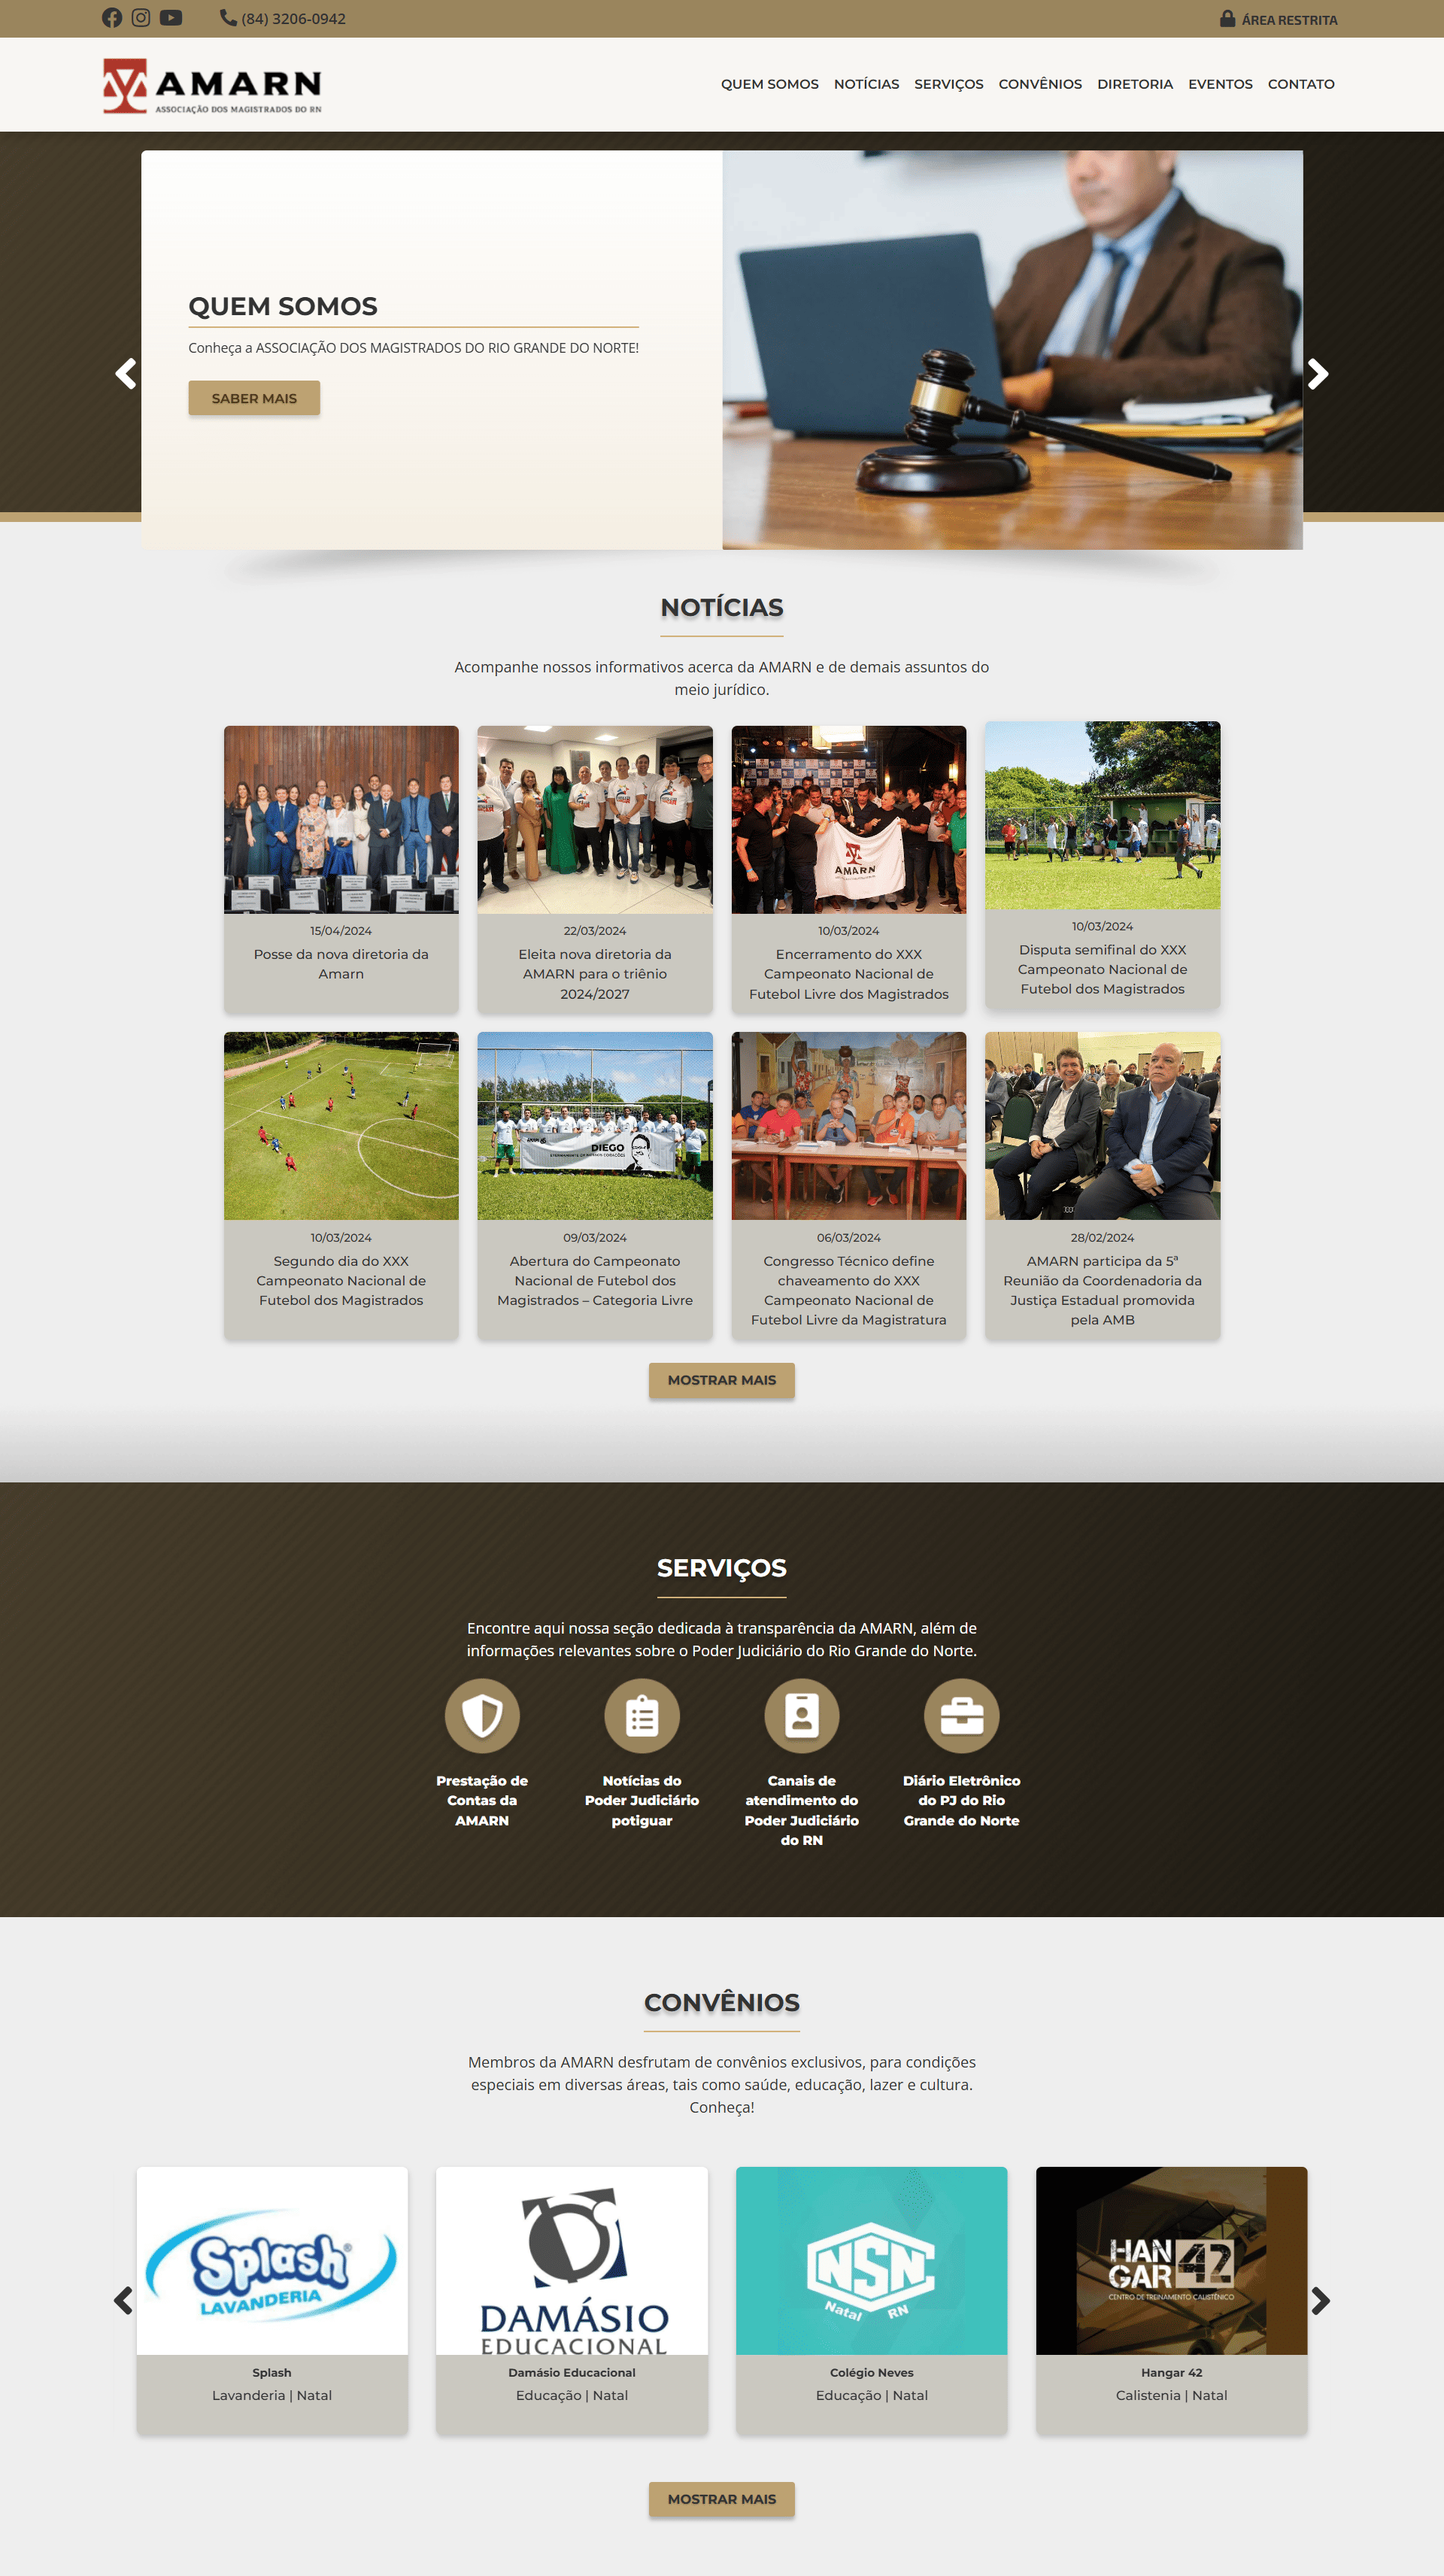 (84) 3206-0942
ÁREA RESTRITA
AMARN
ASSOCIAÇÃO DOS MAGISTRADOS DO RN
QUEM SOMOS NOTÍCIAS SERVIÇOS CONVÊNIOS DIRETORIA EVENTOS CONTATO
QUEM SOMOS
Conheça a ASSOCIAÇÃO DOS MAGISTRADOS DO RIO GRANDE DO NORTE!
SABER MAIS
NOTÍCIAS
Acompanhe nossos informativos acerca da AMARN e de demais assuntos do
meio jurídico.
AMARN
15/04/2024
Posse da nova diretoria da
Amarn
22/03/2024
Eleita nova diretoria da
AMARN para o triênio
2024/2027
10/03/2024
Encerramento do XXX
Campeonato Nacional de
Futebol Livre dos Magistrados
10/03/2024
Disputa semifinal do XXX
Campeonato Nacional de
Futebol dos Magistrados
DIEGO
10/03/2024
Segundo dia do XXX
Campeonato Nacional de
Futebol dos Magistrados
09/03/2024
Abertura do Campeonato
Nacional de Futebol dos
Magistrados – Categoria Livre
06/03/2024
Congresso Técnico define
chaveamento do XXX
Campeonato Nacional de
Futebol Livre da Magistratura
28/02/2024
AMARN participa da 5ª
Reunião da Coordenadoria da
Justiça Estadual promovida
pela AMB
MOSTRAR MAIS
SERVIÇOS
Encontre aqui nossa seção dedicada à transparência da AMARN, além de
informações relevantes sobre o Poder Judiciário do Rio Grande do Norte.
Prestação de
Contas da
AMARN
Notícias do
Poder Judiciário
potiguar
Canais de
atendimento do
Poder Judiciário
do RN
Diário Eletrônico
do PJ do Rio
Grande do Norte
CONVÊNIOS
Membros da AMARN desfrutam de convênios exclusivos, para condições
especiais em diversas áreas, tais como saúde, educação, lazer e cultura.
Conheça!
Splash®
LAVANDERIA
Splash
Lavanderia | Natal
DAMÁSIO
EDUCACIONAL
Damásio Educacional
Educação | Natal
CNSN
Natal RN
Colégio Neves
Educação | Natal
HAN
GAR 42
CENTRO DE TREINAMENTO CALISTÊNICO
Hangar 42
Calistenia | Natal
MOSTRAR MAIS